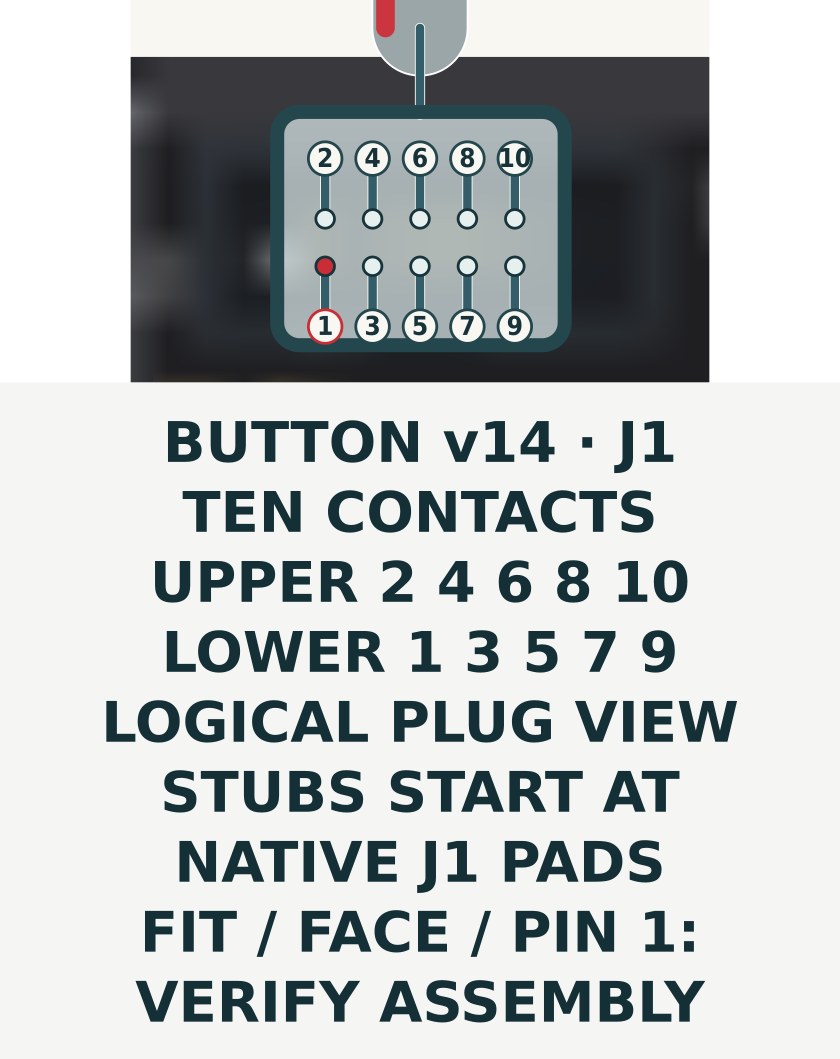 2 4 6 8 10
1 3 5 7 9
BUTTON v14 · J1
TEN CONTACTS
UPPER 2 4 6 8 10
LOWER 1 3 5 7 9
LOGICAL PLUG VIEW
STUBS START AT
NATIVE J1 PADS
FIT / FACE / PIN 1:
VERIFY ASSEMBLY